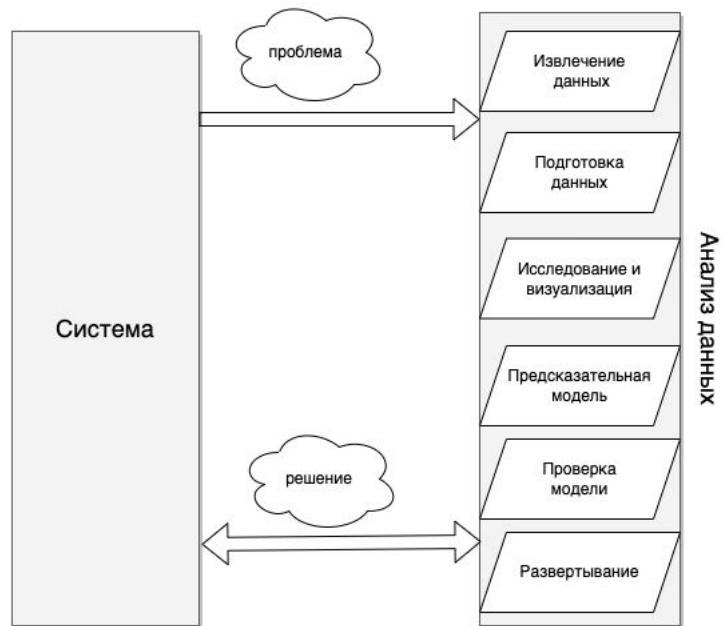 проблема
Извлечение
данных
Подготовка
данных
Исследование и
визуализация
Система
Предсказательная
модель
решение
Проверка
модели
Развертывание
Анализ данных